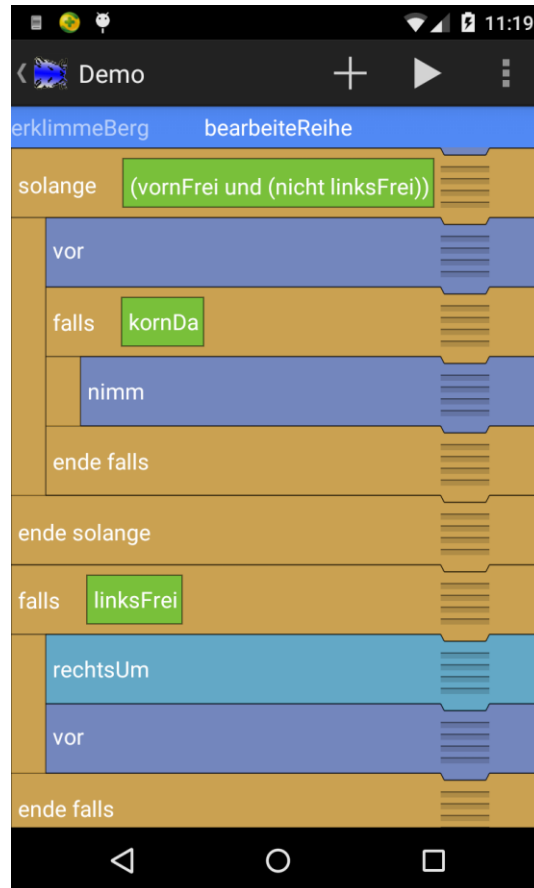 11:19
Demo
erklimmeBerg bearbeiteReihe
solange (vornFrei und (nicht linksFrei))
vor
falls kornDa
nimm
ende falls
ende solange
falls linksFrei
rechtsUm
vor
ende falls